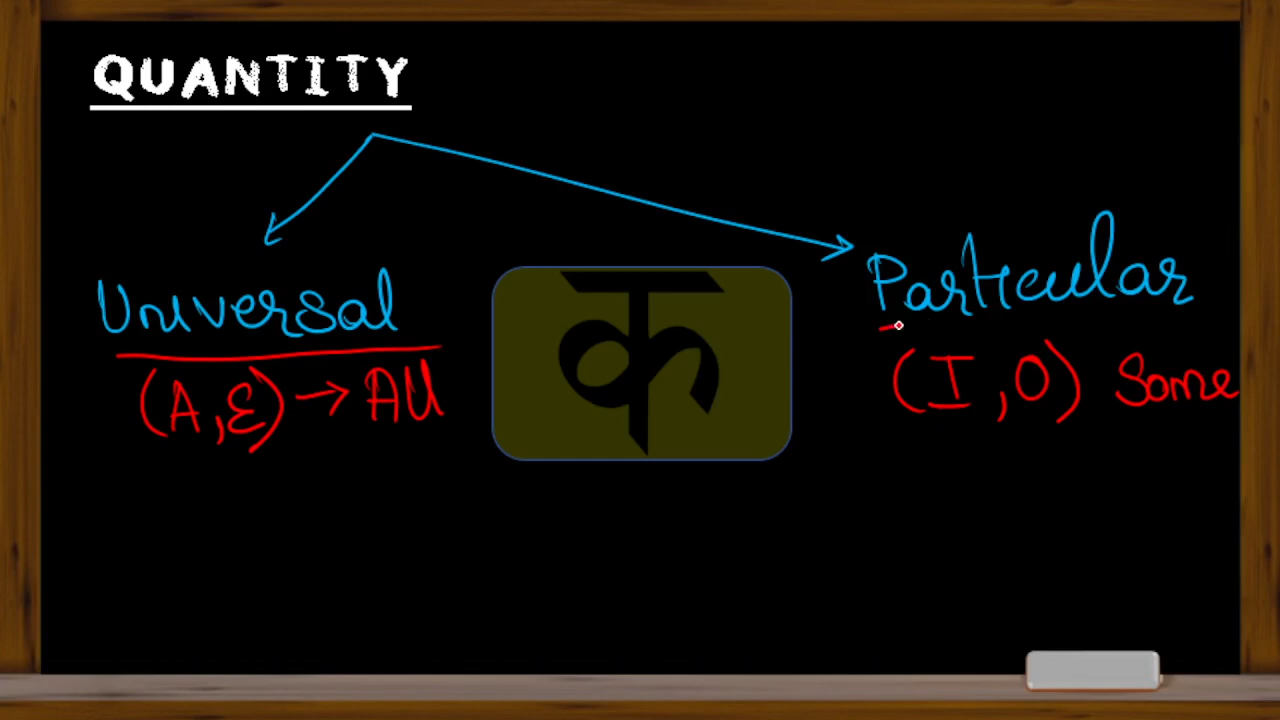 QUANTITY
Universal
(A,E) → All
क
Particular
(I,O) Some